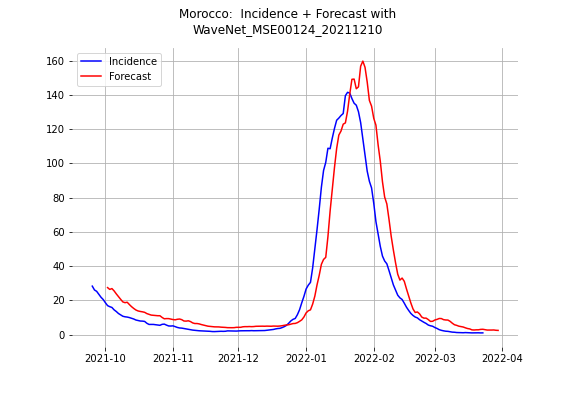 Morocco:  Incidence + Forecast with
WaveNet_MSE00124_20211210
Incidence
Forecast
160
140
120
100
80
60
40
20
0
2021-10 2021-11 2021-12 2022-01 2022-02 2022-03 2022-04